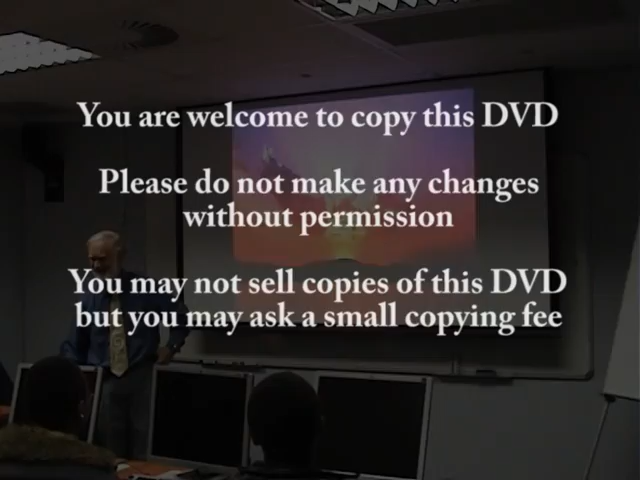 You are welcome to copy this DVD
Please do not make any changes
without permission
You may not sell copies of this DVD
but you may ask a small copying fee